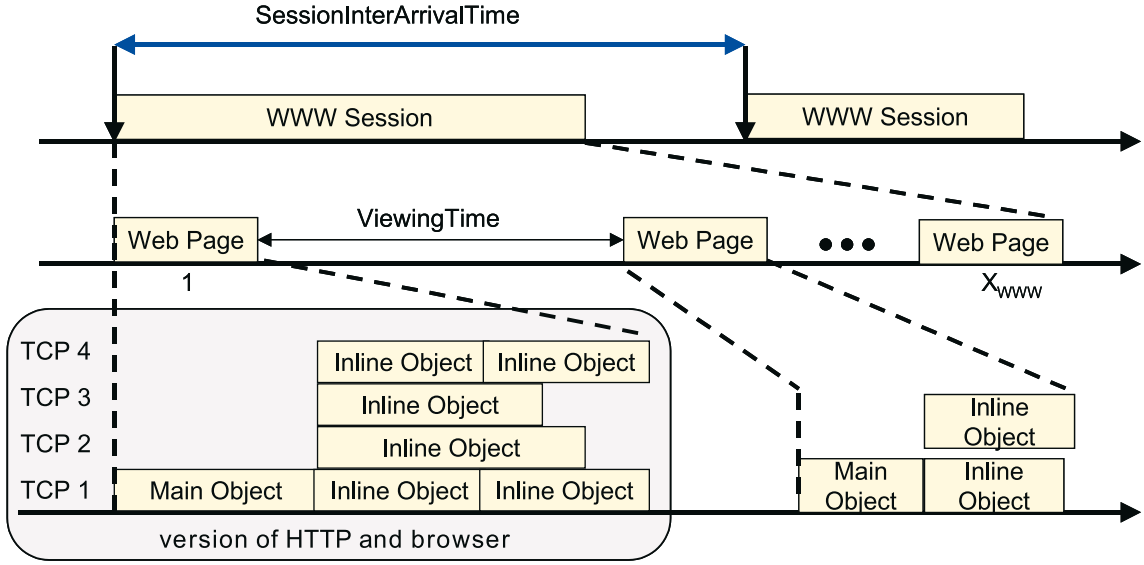 SessionInterArrivalTime
WWW Session
WWW Session
Web Page
ViewingTime
Web Page
Web Page
1
XWWW
TCP 4
Inline Object
Inline Object
TCP 3
Inline Object
TCP 2
Inline Object
TCP 1
Main Object
Inline Object
Inline Object
version of HTTP and browser
Inline
Object
Main
Object
Inline
Object